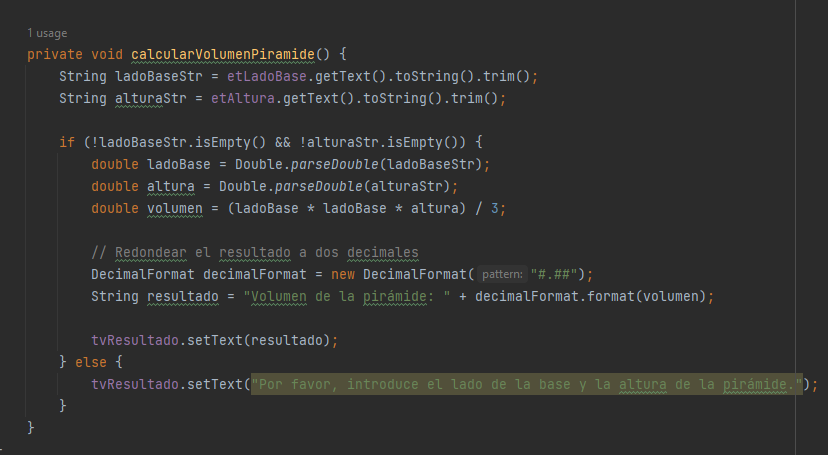 1 usage
private void calcularVolumenPiramide() {
    String ladoBaseStr = etLadoBase.getText().toString().trim();
    String alturaStr = etAltura.getText().toString().trim();

    if (!ladoBaseStr.isEmpty() && !alturaStr.isEmpty()) {
        double ladoBase = Double.parseDouble(ladoBaseStr);
        double altura = Double.parseDouble(alturaStr);
        double volumen = (ladoBase * ladoBase * altura) / 3;

        // Redondear el resultado a dos decimales
        DecimalFormat decimalFormat = new DecimalFormat( pattern: "#.##");
        String resultado = "Volumen de la pirámide: " + decimalFormat.format(volumen);

        tvResultado.setText(resultado);
    } else {
        tvResultado.setText("Por favor, introduce el lado de la base y la altura de la pirámide.");
    }
}